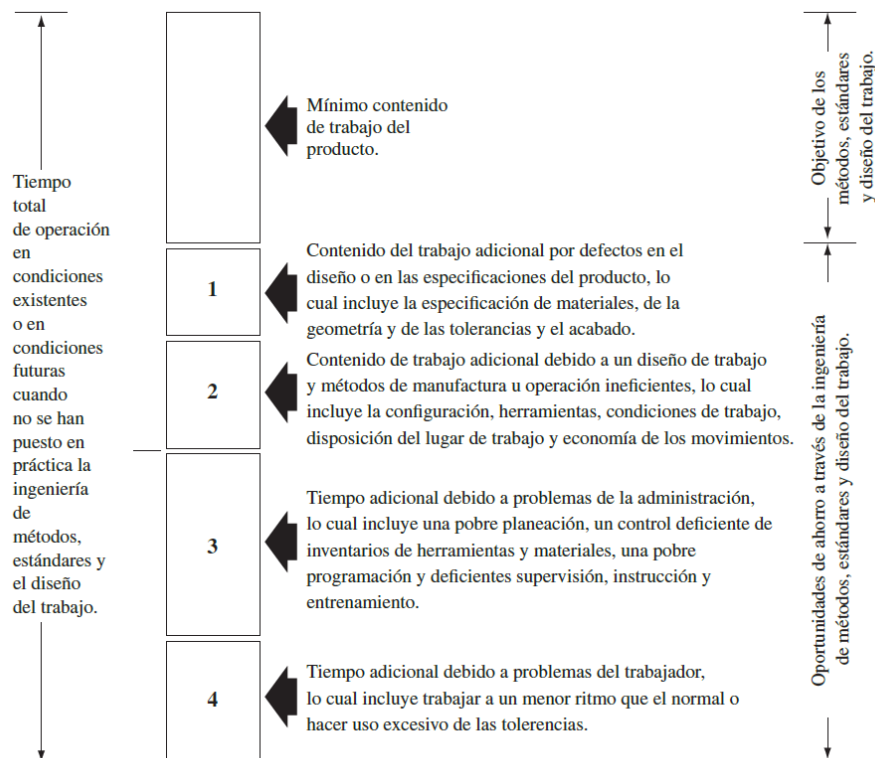 Tiempo
total
de operación
en
condiciones
existentes
o en
condiciones
futuras
cuando
no se han
puesto en
práctica la
ingeniería
de
métodos,
estándares y
el diseño
del trabajo.
Mínimo contenido
de trabajo del
producto.
1
Contenido del trabajo adicional por defectos en el
diseño o en las especificaciones del producto, lo
cual incluye la especificación de materiales, de la
geometría y de las tolerancias y el acabado.
2
Contenido de trabajo adicional debido a un diseño de trabajo
y métodos de manufactura u operación ineficientes, lo cual
incluye la configuración, herramientas, condiciones de trabajo,
disposición del lugar de trabajo y economía de los movimientos.
3
Tiempo adicional debido a problemas de la administración,
lo cual incluye una pobre planeación, un control deficiente de
inventarios de herramientas y materiales, una pobre
programación y deficientes supervisión, instrucción y
entrenamiento.
4
Tiempo adicional debido a problemas del trabajador,
lo cual incluye trabajar a un menor ritmo que el normal o
hacer uso excesivo de las tolerencias.
Objetivo de los
métodos, estándares
y diseño del trabajo.
Oportunidades de ahorro a través de la ingeniería
de métodos, estándares y diseño del trabajo.